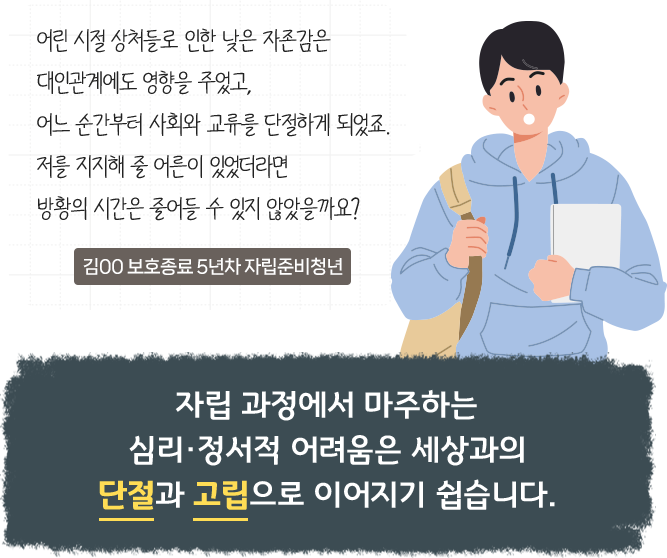 어린 시절 상처들로 인한 낮은 자존감은
대인관계에도 영향을 주었고,
어느 순간부터 사회와 교류를 단절하게 되었죠.
저를 지지해 줄 어른이 있었더라면
방황의 시간은 줄어들 수 있지 않았을까요?
김OO 보호종료 5년차 자립준비청년
자립 과정에서 마주하는
심리·정서적 어려움은 세상과의
단절과 고립으로 이어지기 쉽습니다.